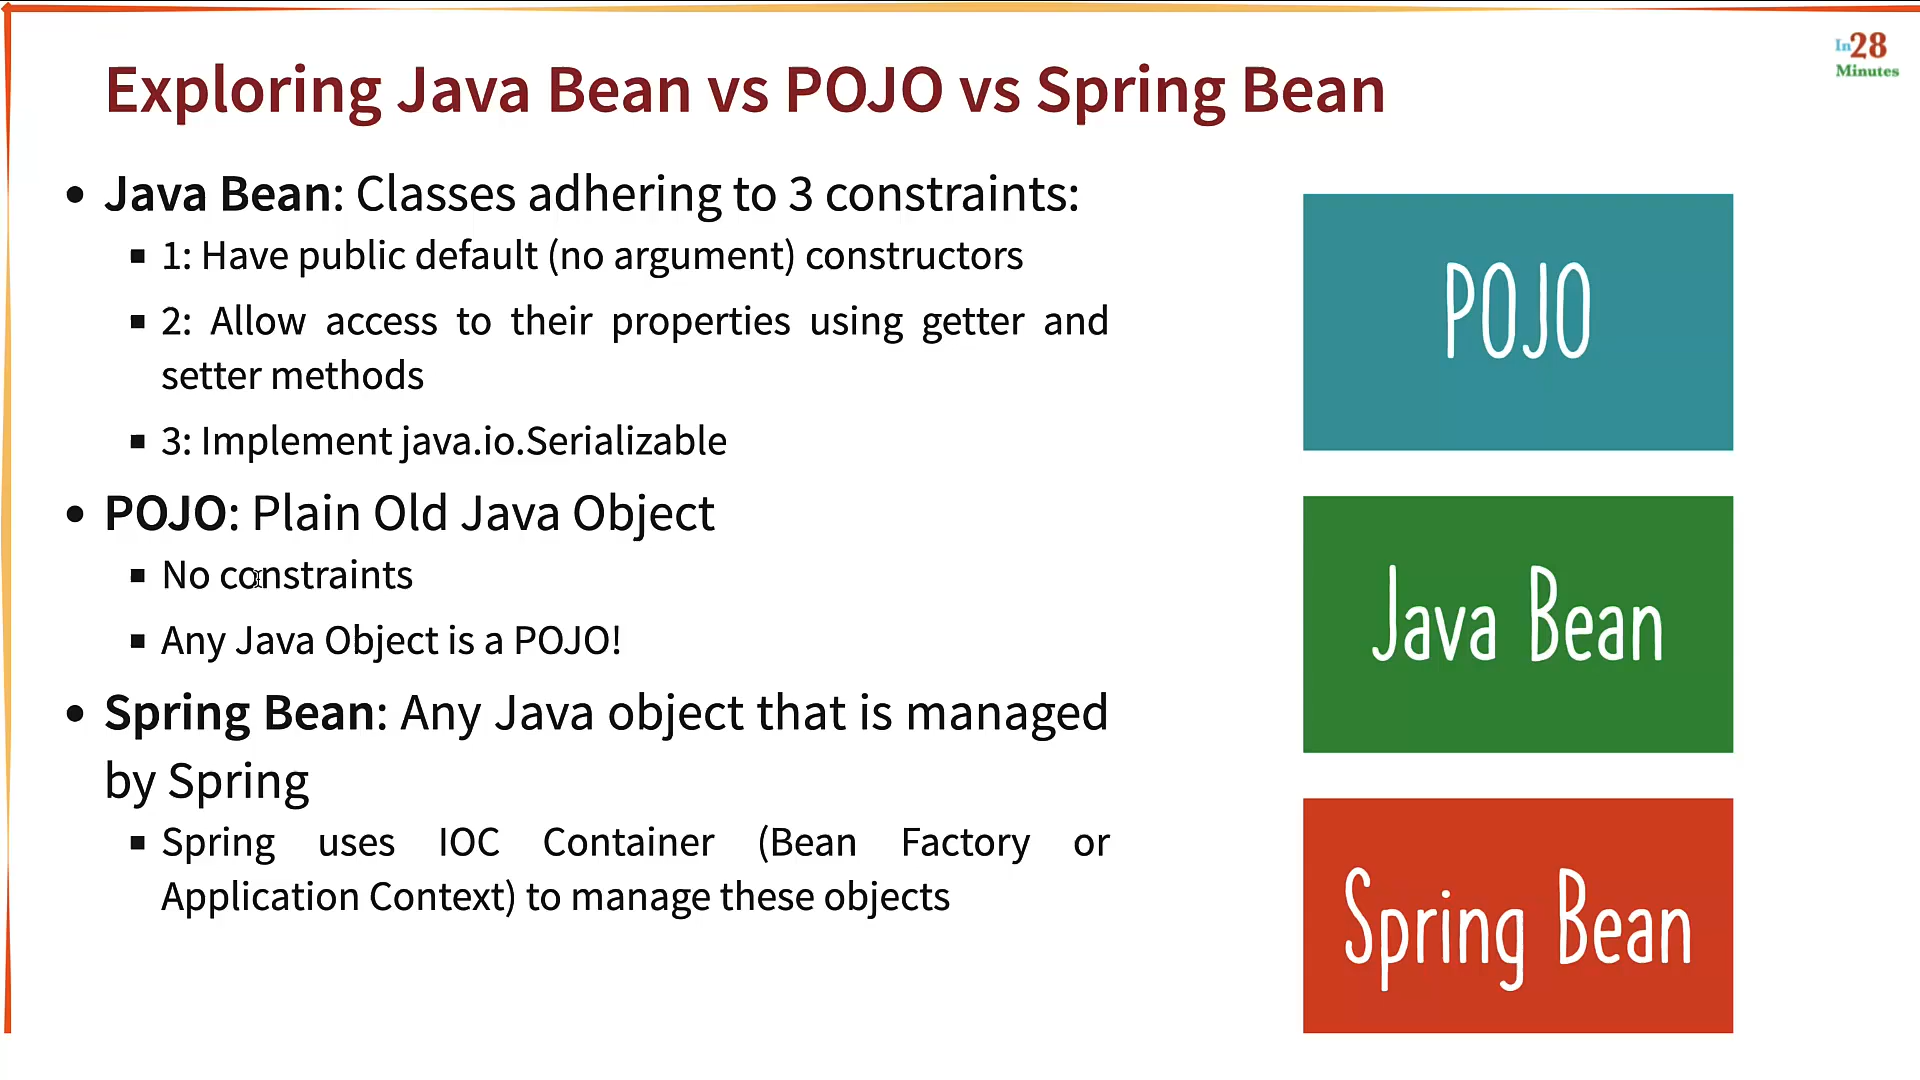 In28
Minutes
Exploring Java Bean vs POJO vs Spring Bean
• Java Bean: Classes adhering to 3 constraints:
▪ 1: Have public default (no argument) constructors
▪ 2: Allow access to their properties using getter and
setter methods
▪ 3: Implement java.io.Serializable
• POJO: Plain Old Java Object
▪ No constraints
▪ Any Java Object is a POJO!
• Spring Bean: Any Java object that is managed
by Spring
▪ Spring uses IOC Container (Bean Factory or
Application Context) to manage these objects
POJO
Java Bean
Spring Bean